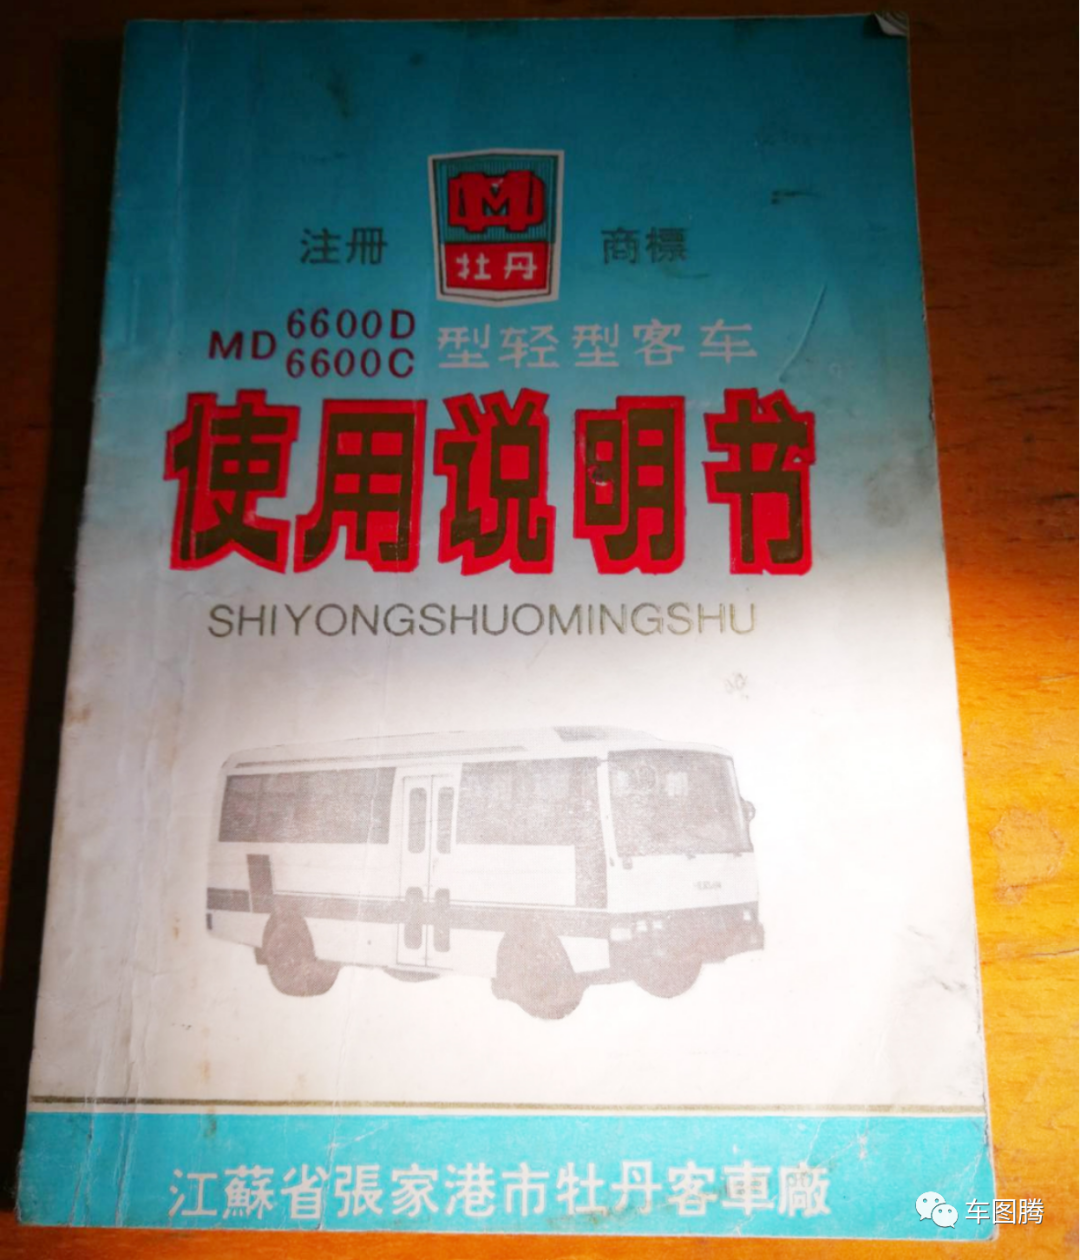 注册 商標
牡丹
MD 6600D
6600C 型轻型客车
使用说明书
SHIYONGSHUOMINGSHU
江蘇省張家港市牡丹客車廠
车图腾